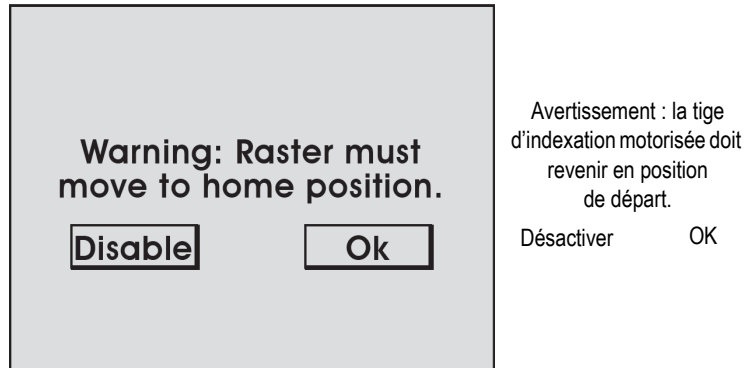 Warning: Raster must
move to home position.
Disable
Ok
Avertissement : la tige
d'indexation motorisée doit
revenir en position
de départ.
Désactiver
OK